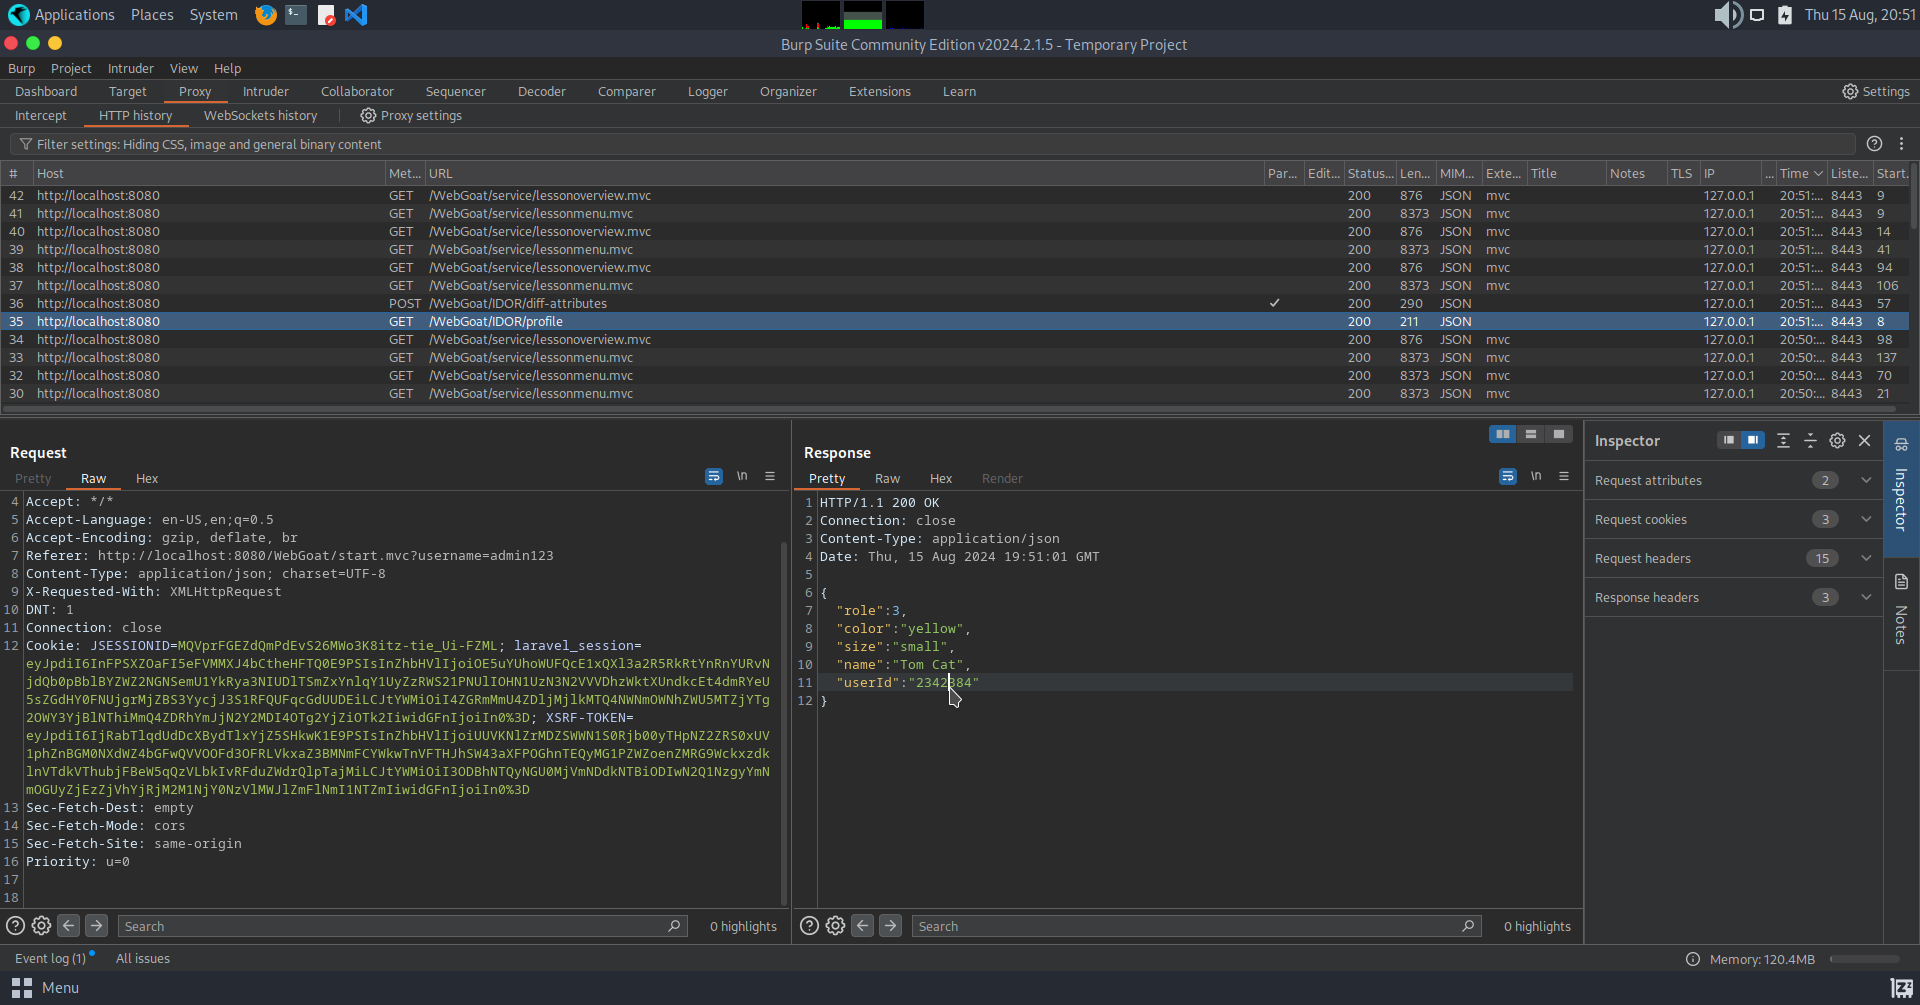 Applications Places System Thu 15 Aug, 20:51
Burp Suite Community Edition v2024.2.1.5 - Temporary Project
Burp Project Intruder View Help
Dashboard Target Proxy Intruder Collaborator Sequencer Decoder Comparer Logger Organizer Extensions Learn Settings
Intercept HTTP history WebSockets history Proxy settings
Filter settings: Hiding CSS, image and general binary content
# Host Met... URL Par... Edit... Status... Len... MIM... Exte... Title Notes TLS IP ... Time Liste... Start.
42 http://localhost:8080 GET /WebGoat/service/lessonoverview.mvc 200 876 JSON mvc 127.0.0.1 20:51:... 8443 9
41 http://localhost:8080 GET /WebGoat/service/lessonmenu.mvc 200 8373 JSON mvc 127.0.0.1 20:51:... 8443 9
40 http://localhost:8080 GET /WebGoat/service/lessonoverview.mvc 200 876 JSON mvc 127.0.0.1 20:51:... 8443 14
39 http://localhost:8080 GET /WebGoat/service/lessonmenu.mvc 200 8373 JSON mvc 127.0.0.1 20:51:... 8443 41
38 http://localhost:8080 GET /WebGoat/service/lessonoverview.mvc 200 876 JSON mvc 127.0.0.1 20:51:... 8443 94
37 http://localhost:8080 GET /WebGoat/service/lessonmenu.mvc 200 8373 JSON mvc 127.0.0.1 20:51:... 8443 106
36 http://localhost:8080 POST /WebGoat/IDOR/diff-attributes ✓ 200 290 JSON 127.0.0.1 20:51:... 8443 57
35 http://localhost:8080 GET /WebGoat/IDOR/profile 200 211 JSON 127.0.0.1 20:51:... 8443 8
34 http://localhost:8080 GET /WebGoat/service/lessonoverview.mvc 200 876 JSON mvc 127.0.0.1 20:50:... 8443 98
33 http://localhost:8080 GET /WebGoat/service/lessonmenu.mvc 200 8373 JSON mvc 127.0.0.1 20:50:... 8443 137
32 http://localhost:8080 GET /WebGoat/service/lessonmenu.mvc 200 8373 JSON mvc 127.0.0.1 20:50:... 8443 70
30 http://localhost:8080 GET /WebGoat/service/lessonmenu.mvc 200 8373 JSON mvc 127.0.0.1 20:50:... 8443 21
Request
Pretty Raw Hex \n
4 Accept: */*
5 Accept-Language: en-US,en;q=0.5
6 Accept-Encoding: gzip, deflate, br
7 Referer: http://localhost:8080/WebGoat/start.mvc?username=admin123
8 Content-Type: application/json; charset=UTF-8
9 X-Requested-With: XMLHttpRequest
10 DNT: 1
11 Connection: close
12 Cookie: JSESSIONID=MQVprFGEZdQmPdEvS26MWo3K8itz-tie_Ui-FZML; laravel_session=
13 Sec-Fetch-Dest: empty
14 Sec-Fetch-Mode: cors
15 Sec-Fetch-Site: same-origin
16 Priority: u=0
17
18
Search 0 highlights
Response
Pretty Raw Hex Render \n
1 HTTP/1.1 200 OK
2 Connection: close
3 Content-Type: application/json
4 Date: Thu, 15 Aug 2024 19:51:01 GMT
5
6 {
7 "role":3,
8 "color":"yellow",
9 "size":"small",
10 "name":"Tom Cat",
11 "userId":"2342384"
12 }
Search 0 highlights
Inspector
Request attributes 2
Request cookies 3
Request headers 15
Response headers 3
Inspector
Notes
Event log (1) All issues Memory: 120.4MB
Menu